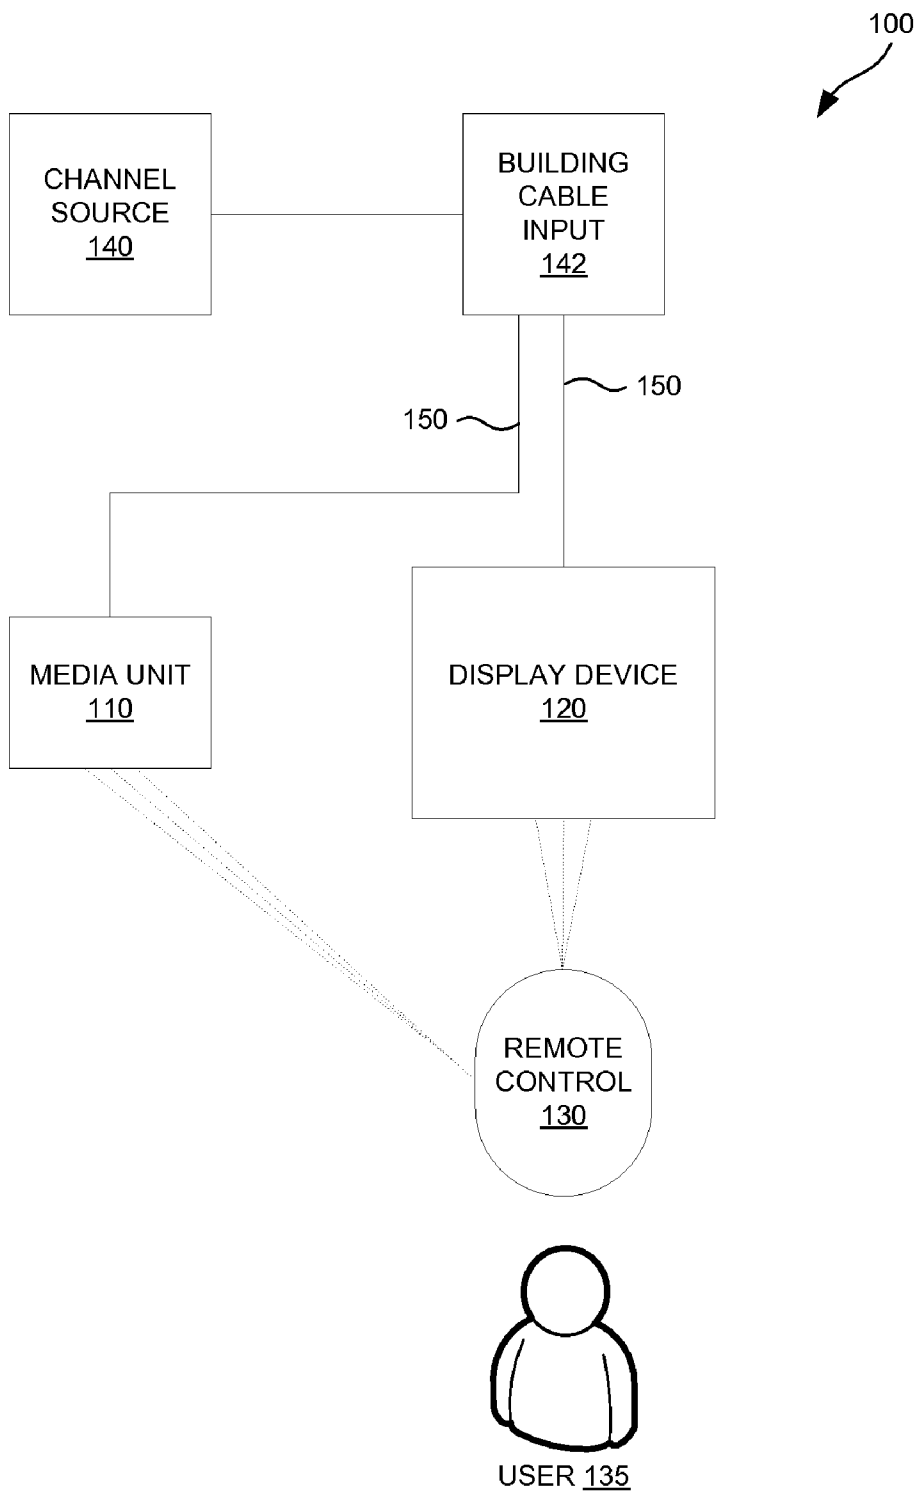 100
CHANNEL
SOURCE
140
BUILDING
CABLE
INPUT
142
150
150
MEDIA UNIT
110
DISPLAY DEVICE
120
REMOTE
CONTROL
130
USER 135